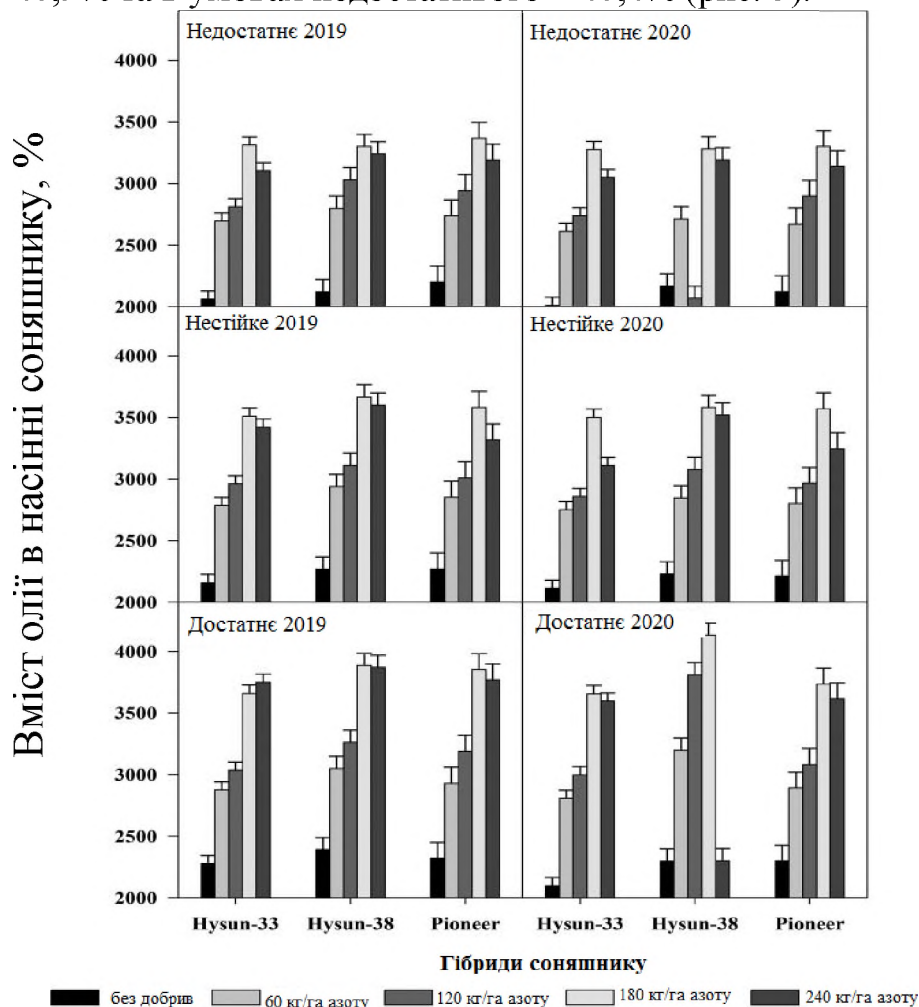 Недостатнє 2019
Недостатнє 2020
4000
3500
3000
2500
2000
Нестійке 2019
Нестійке 2020
4000
3500
3000
2500
2000
Достатнє 2019
Достатнє 2020
4000
3500
3000
2500
2000
Вміст олії в насінні соняшнику, %
Hysun-33 Hysun-38 Pioneer Hysun-33 Hysun-38 Pioneer
Гібриди соняшнику
без добрив 60 кг/га азоту 120 кг/га азоту 180 кг/га азоту 240 кг/га азоту